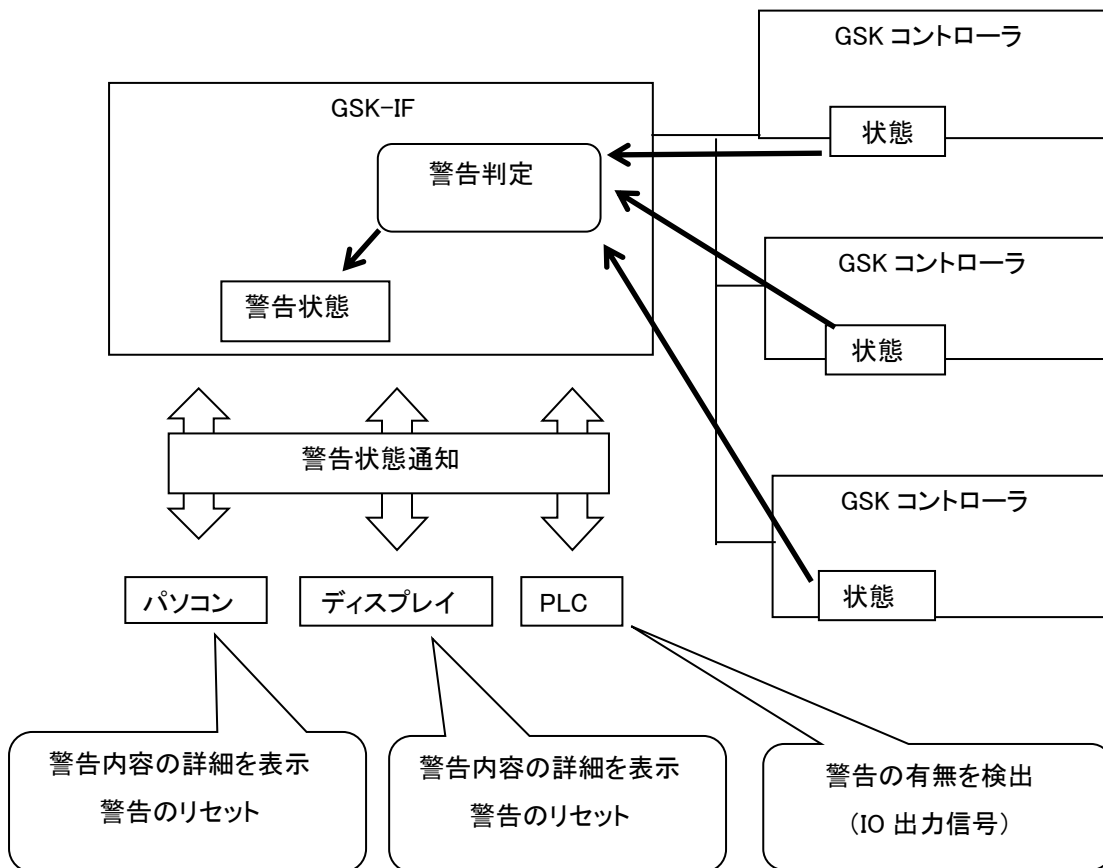 GSK コントローラ
状態
GSK-IF
警告判定
警告状態
GSK コントローラ
状態
警告状態通知
GSK コントローラ
状態
パソコン
ディスプレイ
PLC
警告内容の詳細を表示
警告のリセット
警告内容の詳細を表示
警告のリセット
警告の有無を検出
(IO 出力信号)